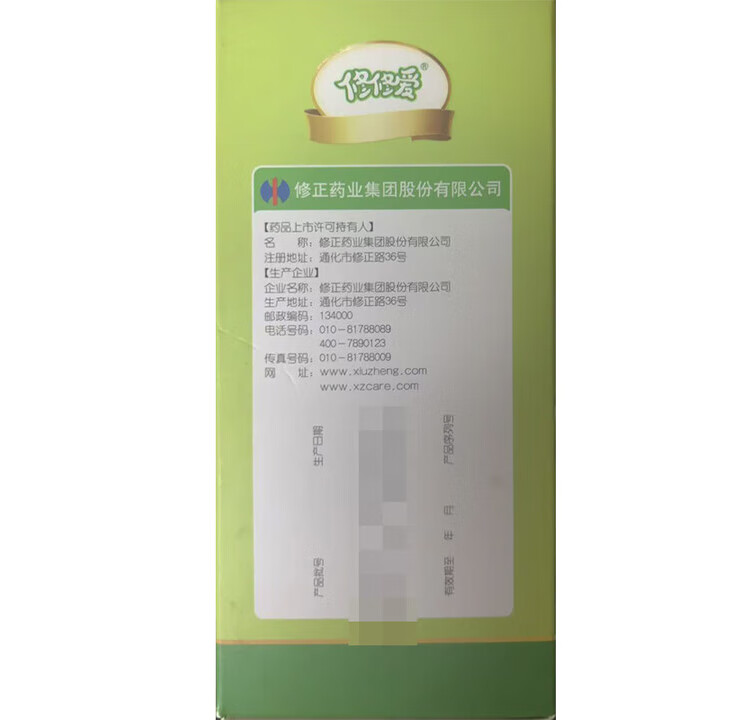 修修爱®
修正药业集团股份有限公司
【药品上市许可持有人】
名　　称：修正药业集团股份有限公司
注册地址：通化市修正路36号
【生产企业】
企业名称：修正药业集团股份有限公司
生产地址：通化市修正路36号
邮政编码：134000
电话号码：010-81788089
400-7890123
传真号码：010-81788009
网　　址：www.xiuzheng.com
www.xzcare.com
产品批号
生产日期
有效期至　年　月
产品序列号